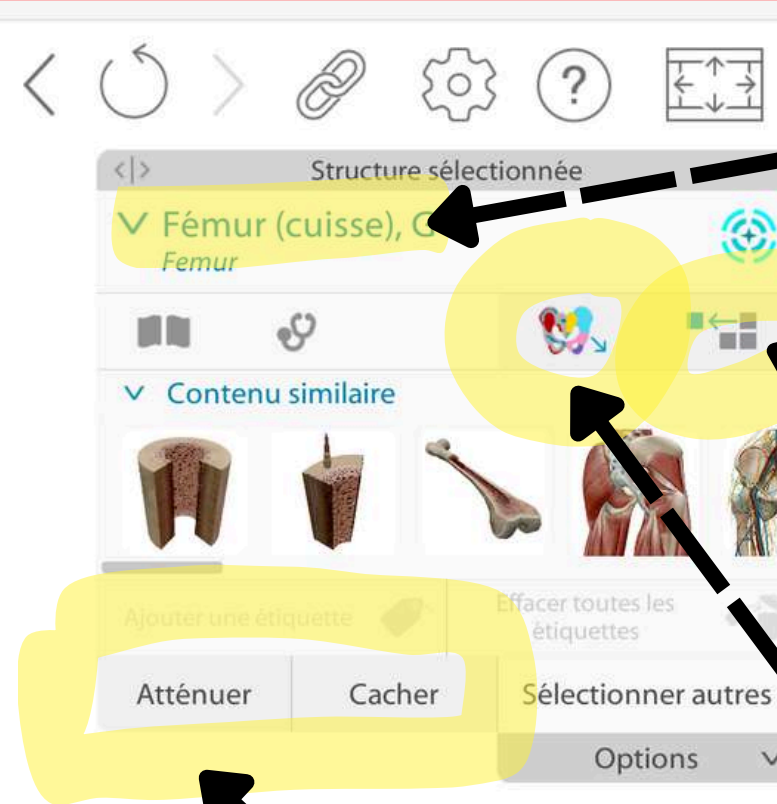 ?
Structure sélectionnée
Fémur (cuisse), G
Femur
Contenu similaire
Ajouter une étiquette
Effacer toutes les
étiquettes
Atténuer
Cacher
Sélectionner autres
Options